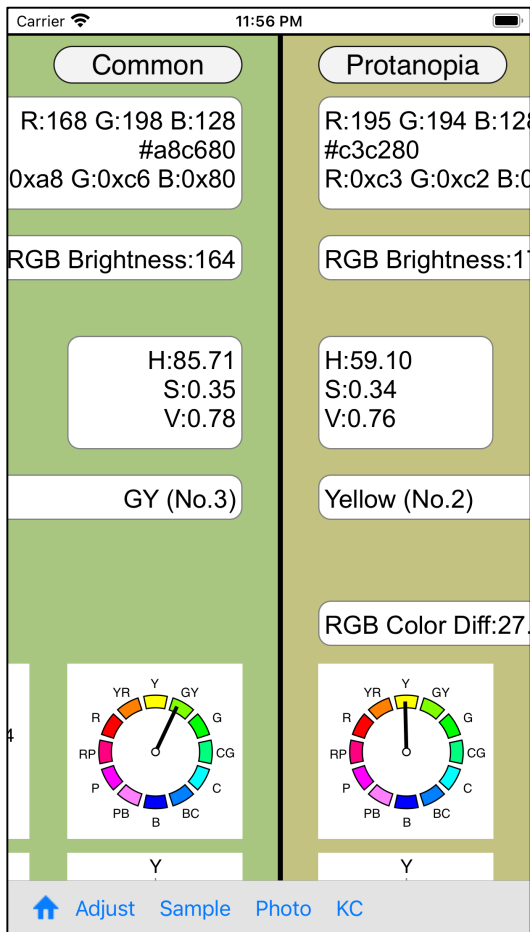 Carrier
11:56 PM
Common
R:168 G:198 B:128
#a8c680
0xa8 G:0xc6 B:0x80
RGB Brightness:164
H:85.71
S:0.35
V:0.78
GY (No.3)
4
Y
GY
G
CG
C
BC
B
PB
P
RP
R
YR
Y
Protanopia
R:195 G:194 B:128
#c3c280
R:0xc3 G:0xc2 B:0
RGB Brightness:1
H:59.10
S:0.34
V:0.76
Yellow (No.2)
RGB Color Diff:27.
Y
GY
G
CG
C
BC
B
PB
P
RP
R
YR
Y
Adjust Sample Photo KC